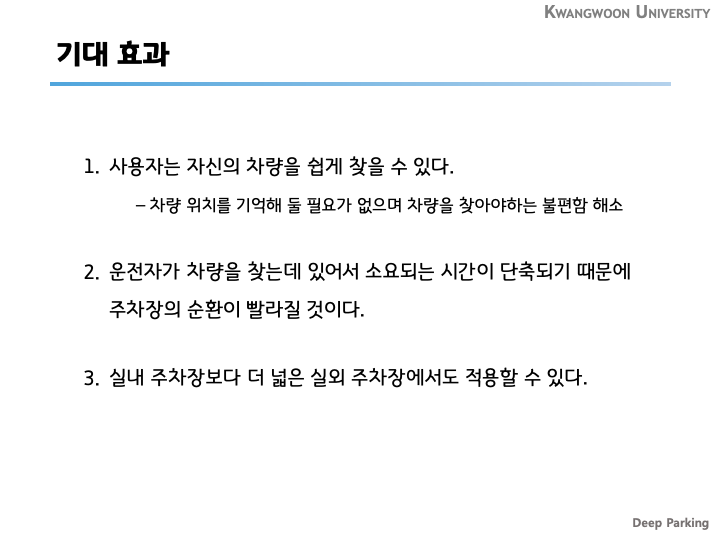 KWANGWOON UNIVERSITY
기대 효과
1. 사용자는 자신의 차량을 쉽게 찾을 수 있다.
– 차량 위치를 기억해 둘 필요가 없으며 차량을 찾아야하는 불편함 해소
2. 운전자가 차량을 찾는데 있어서 소요되는 시간이 단축되기 때문에
주차장의 순환이 빨라질 것이다.
3. 실내 주차장보다 더 넓은 실외 주차장에서도 적용할 수 있다.
Deep Parking